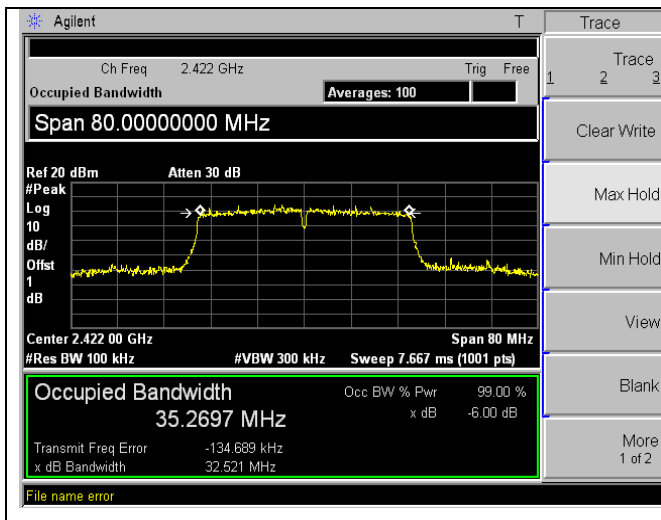 Agilent T Trace
Ch Freq 2.422 GHz Trig Free
Occupied Bandwidth Averages: 100
Span 80.00000000 MHz
Ref 20 dBm Atten 30 dB
#Peak
Log
10
dB/
Offst
1
dB
Center 2.422 00 GHz Span 80 MHz
#Res BW 100 kHz #VBW 300 kHz Sweep 7.667 ms (1001 pts)
Occupied Bandwidth Occ BW % Pwr 99.00 %
35.2697 MHz x dB -6.00 dB
Transmit Freq Error -134.689 kHz
x dB Bandwidth 32.521 MHz
File name error
Trace
1 2 3
Clear Write
Max Hold
Min Hold
View
Blank
More
1 of 2